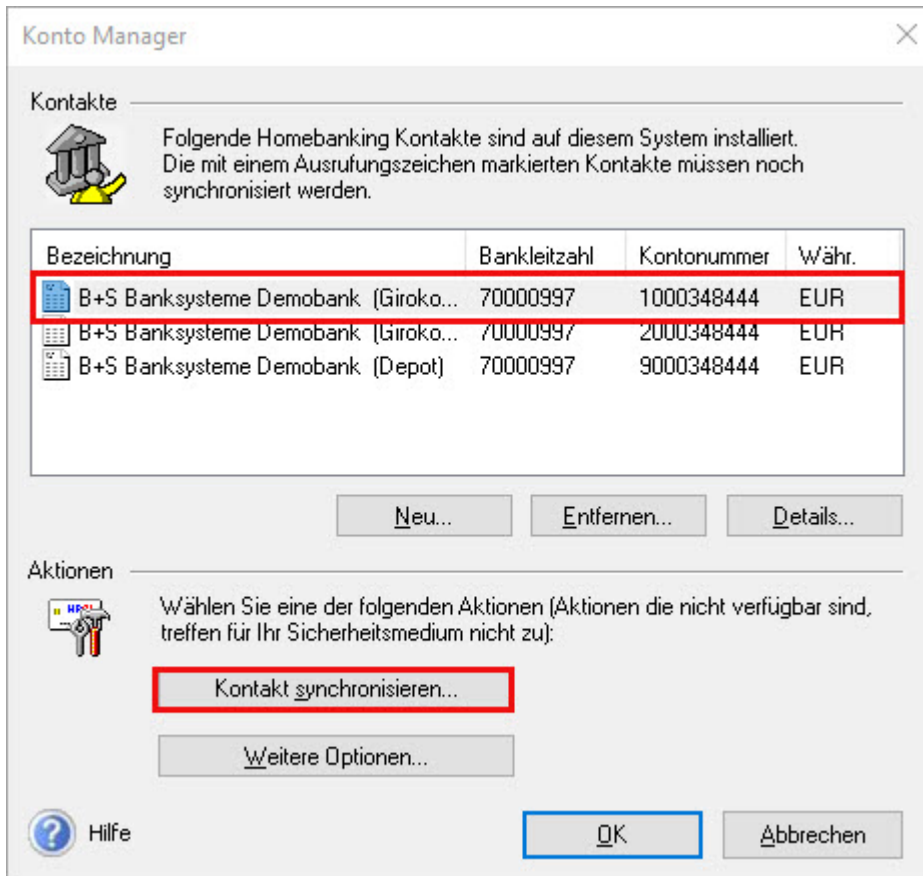 Konto Manager
Kontakte
Folgende Homebanking Kontakte sind auf diesem System installiert.
Die mit einem Ausrufungszeichen markierten Kontakte müssen noch
synchronisiert werden.
Bezeichnung Bankleitzahl Kontonummer Währ.
B+S Banksysteme Demobank (Giroko... 70000997 1000348444 EUR
B+S Banksysteme Demobank (Giroko... 70000997 2000348444 EUR
B+S Banksysteme Demobank (Depot) 70000997 9000348444 EUR
Neu... Entfernen... Details...
Aktionen
Wählen Sie eine der folgenden Aktionen (Aktionen die nicht verfügbar sind,
treffen für Ihr Sicherheitsmedium nicht zu):
Kontakt synchronisieren...
Weitere Optionen...
Hilfe OK Abbrechen